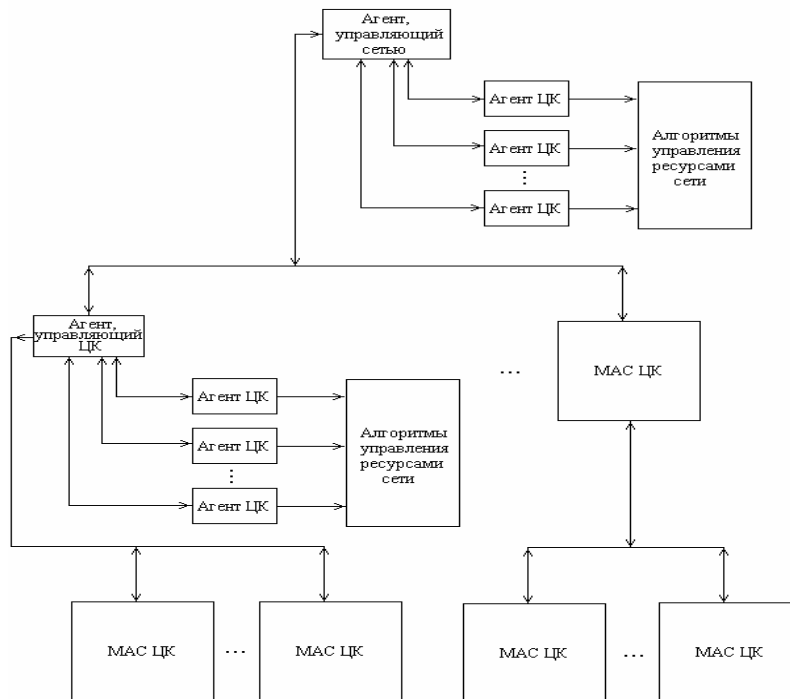 Агент,
управляющий
сетью
Агент ЦК
Агент ЦК
...
Агент ЦК
Алгоритмы
управления
ресурсами
сети
Агент,
управляющий
ЦК
Агент ЦК
Агент ЦК
...
Агент ЦК
Алгоритмы
управления
ресурсами
сети
...
МАС ЦК
МАС ЦК
...
МАС ЦК
МАС ЦК
...
МАС ЦК